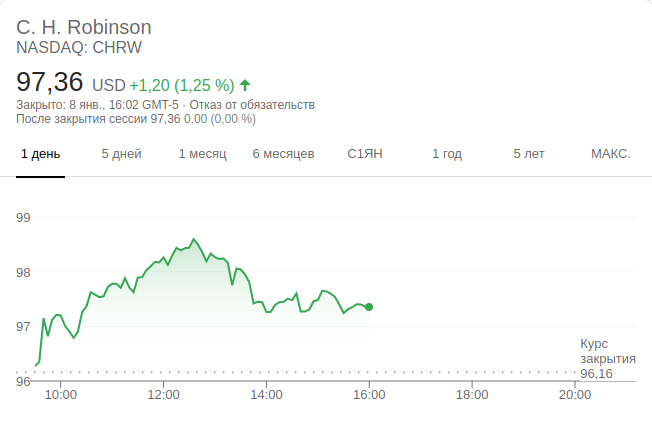 C. H. Robinson
NASDAQ: CHRW
97,36 USD +1,20 (1,25 %)
Закрыто: 8 янв., 16:02 GMT-5 · Отказ от обязательств
После закрытия сессии 97,36 0,00 (0,00 %)
1 день 5 дней 1 месяц 6 месяцев С1ЯН 1 год 5 лет МАКС.
99
98
97
Курс
закрытия
96,16
96
10:00 12:00 14:00 16:00 18:00 20:00